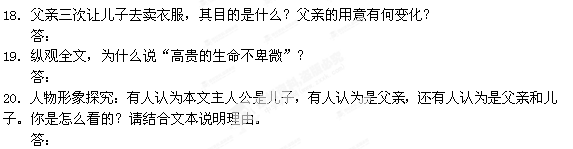 18．父亲三次让儿子去卖衣服，其目的是什么？父亲的用意有何变化？
答：
19．纵观全文，为什么说“高贵的生命不卑微”？
答：
20．人物形象探究：有人认为本文主人公是儿子，有人认为是父亲，还有人认为是父亲和儿
子。你是怎么看的？请结合文本说明理由。
答：